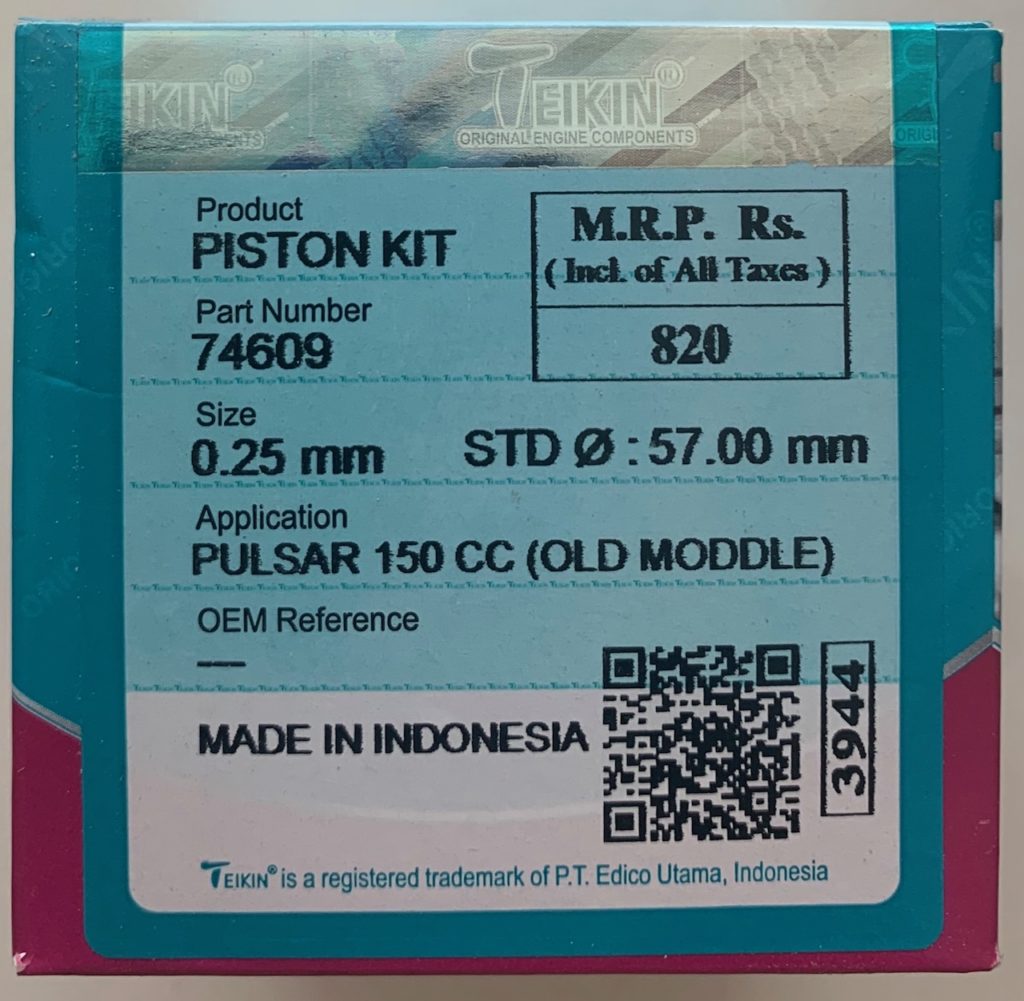 EIKIN®
TEIKIN®
ORIGINAL ENGINE COMPONENTS
Product
PISTON KIT
M.R.P. Rs.
( Incl. of All Taxes )
820
Part Number
74609
Size
0.25 mm
STD Ø : 57.00 mm
Application
PULSAR 150 CC (OLD MODDLE)
OEM Reference
—
MADE IN INDONESIA
3944
TEIKIN® is a registered trademark of P.T. Edico Utama, Indonesia